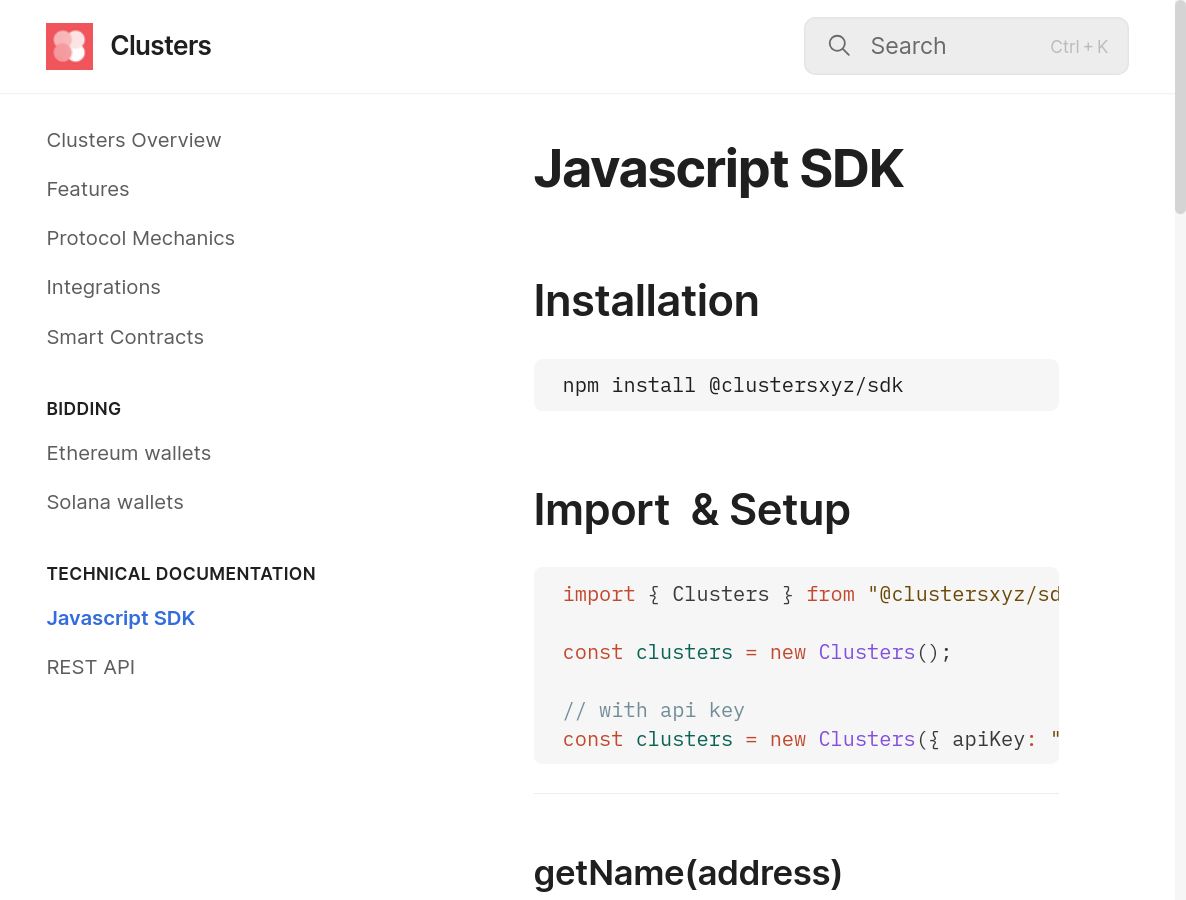 Clusters
Search
Ctrl + K
Clusters Overview
Features
Protocol Mechanics
Integrations
Smart Contracts
BIDDING
Ethereum wallets
Solana wallets
TECHNICAL DOCUMENTATION
Javascript SDK
REST API
Javascript SDK
Installation
npm install @clustersxyz/sdk
Import & Setup
import { Clusters } from "@clustersxyz/sd
const clusters = new Clusters();
// with api key
const clusters = new Clusters({ apiKey: "
getName(address)